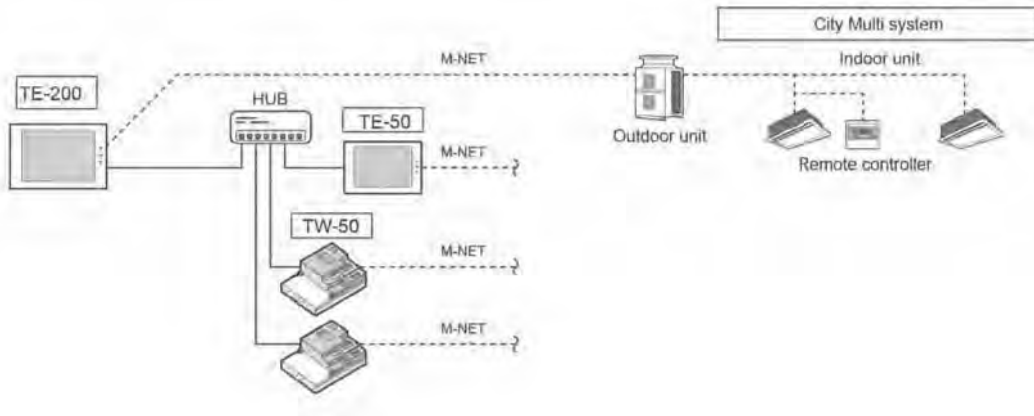 City Multi system
M-NET
Indoor unit
TE-200
HUB
TE-50
Outdoor unit
M-NET
Remote controller
TW-50
M-NET
M-NET